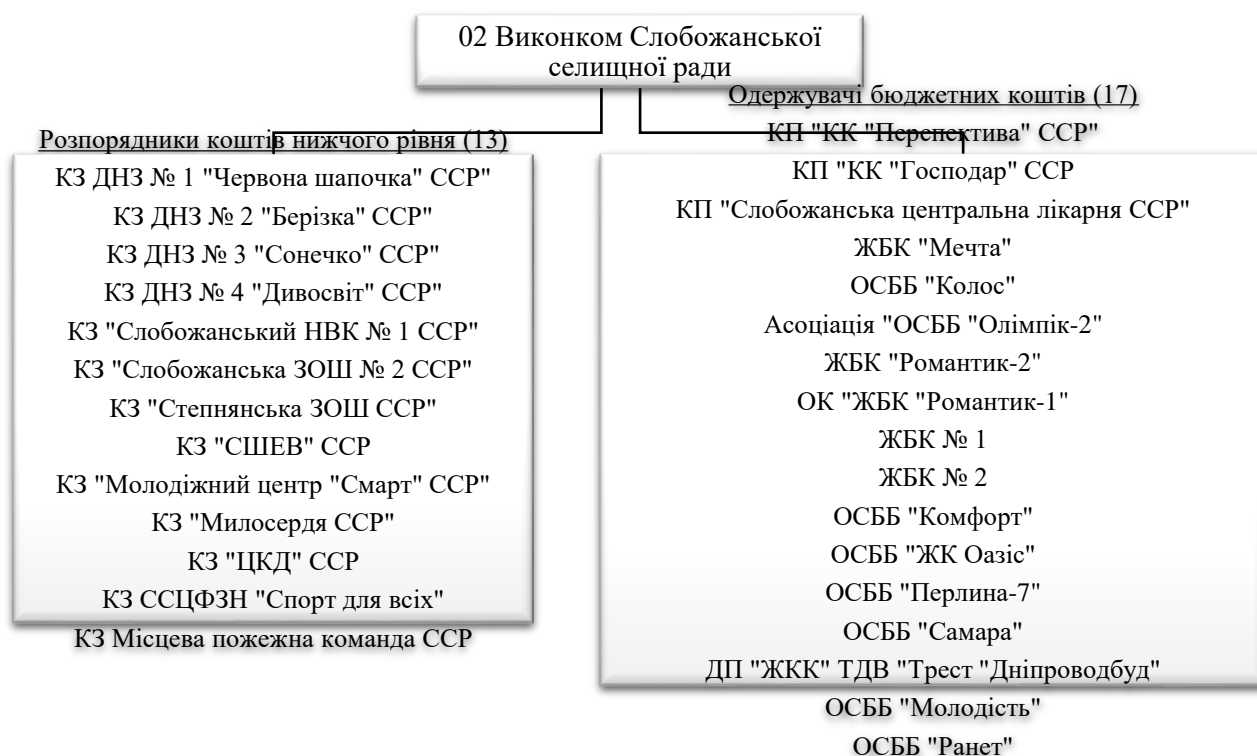 02 Виконком Слобожанської
селищної ради
Розпорядники коштів нижчого рівня (13)
КЗ ДНЗ № 1 "Червона шапочка" ССР"
КЗ ДНЗ № 2 "Берізка" ССР"
КЗ ДНЗ № 3 "Сонечко" ССР"
КЗ ДНЗ № 4 "Дивосвіт" ССР"
КЗ "Слобожанський НВК № 1 ССР"
КЗ "Слобожанська ЗОШ № 2 ССР"
КЗ "Степнянська ЗОШ ССР"
КЗ "СШЕВ" ССР
КЗ "Молодіжний центр "Смарт" ССР"
КЗ "Милосердя ССР"
КЗ "ЦКД" ССР
КЗ ССЦФЗН "Спорт для всіх"
КЗ Місцева пожежна команда ССР
Одержувачі бюджетних коштів (17)
КП "КК "Перспектива" ССР"
КП "КК "Господар" ССР
КП "Слобожанська центральна лікарня ССР"
ЖБК "Мечта"
ОСББ "Колос"
Асоціація "ОСББ "Олімпік-2"
ЖБК "Романтик-2"
ОК "ЖБК "Романтик-1"
ЖБК № 1
ЖБК № 2
ОСББ "Комфорт"
ОСББ "ЖК Оазіс"
ОСББ "Перлина-7"
ОСББ "Самара"
ДП "ЖКК" ТДВ "Трест "Дніпроводбуд"
ОСББ "Молодість"
ОСББ "Ранет"